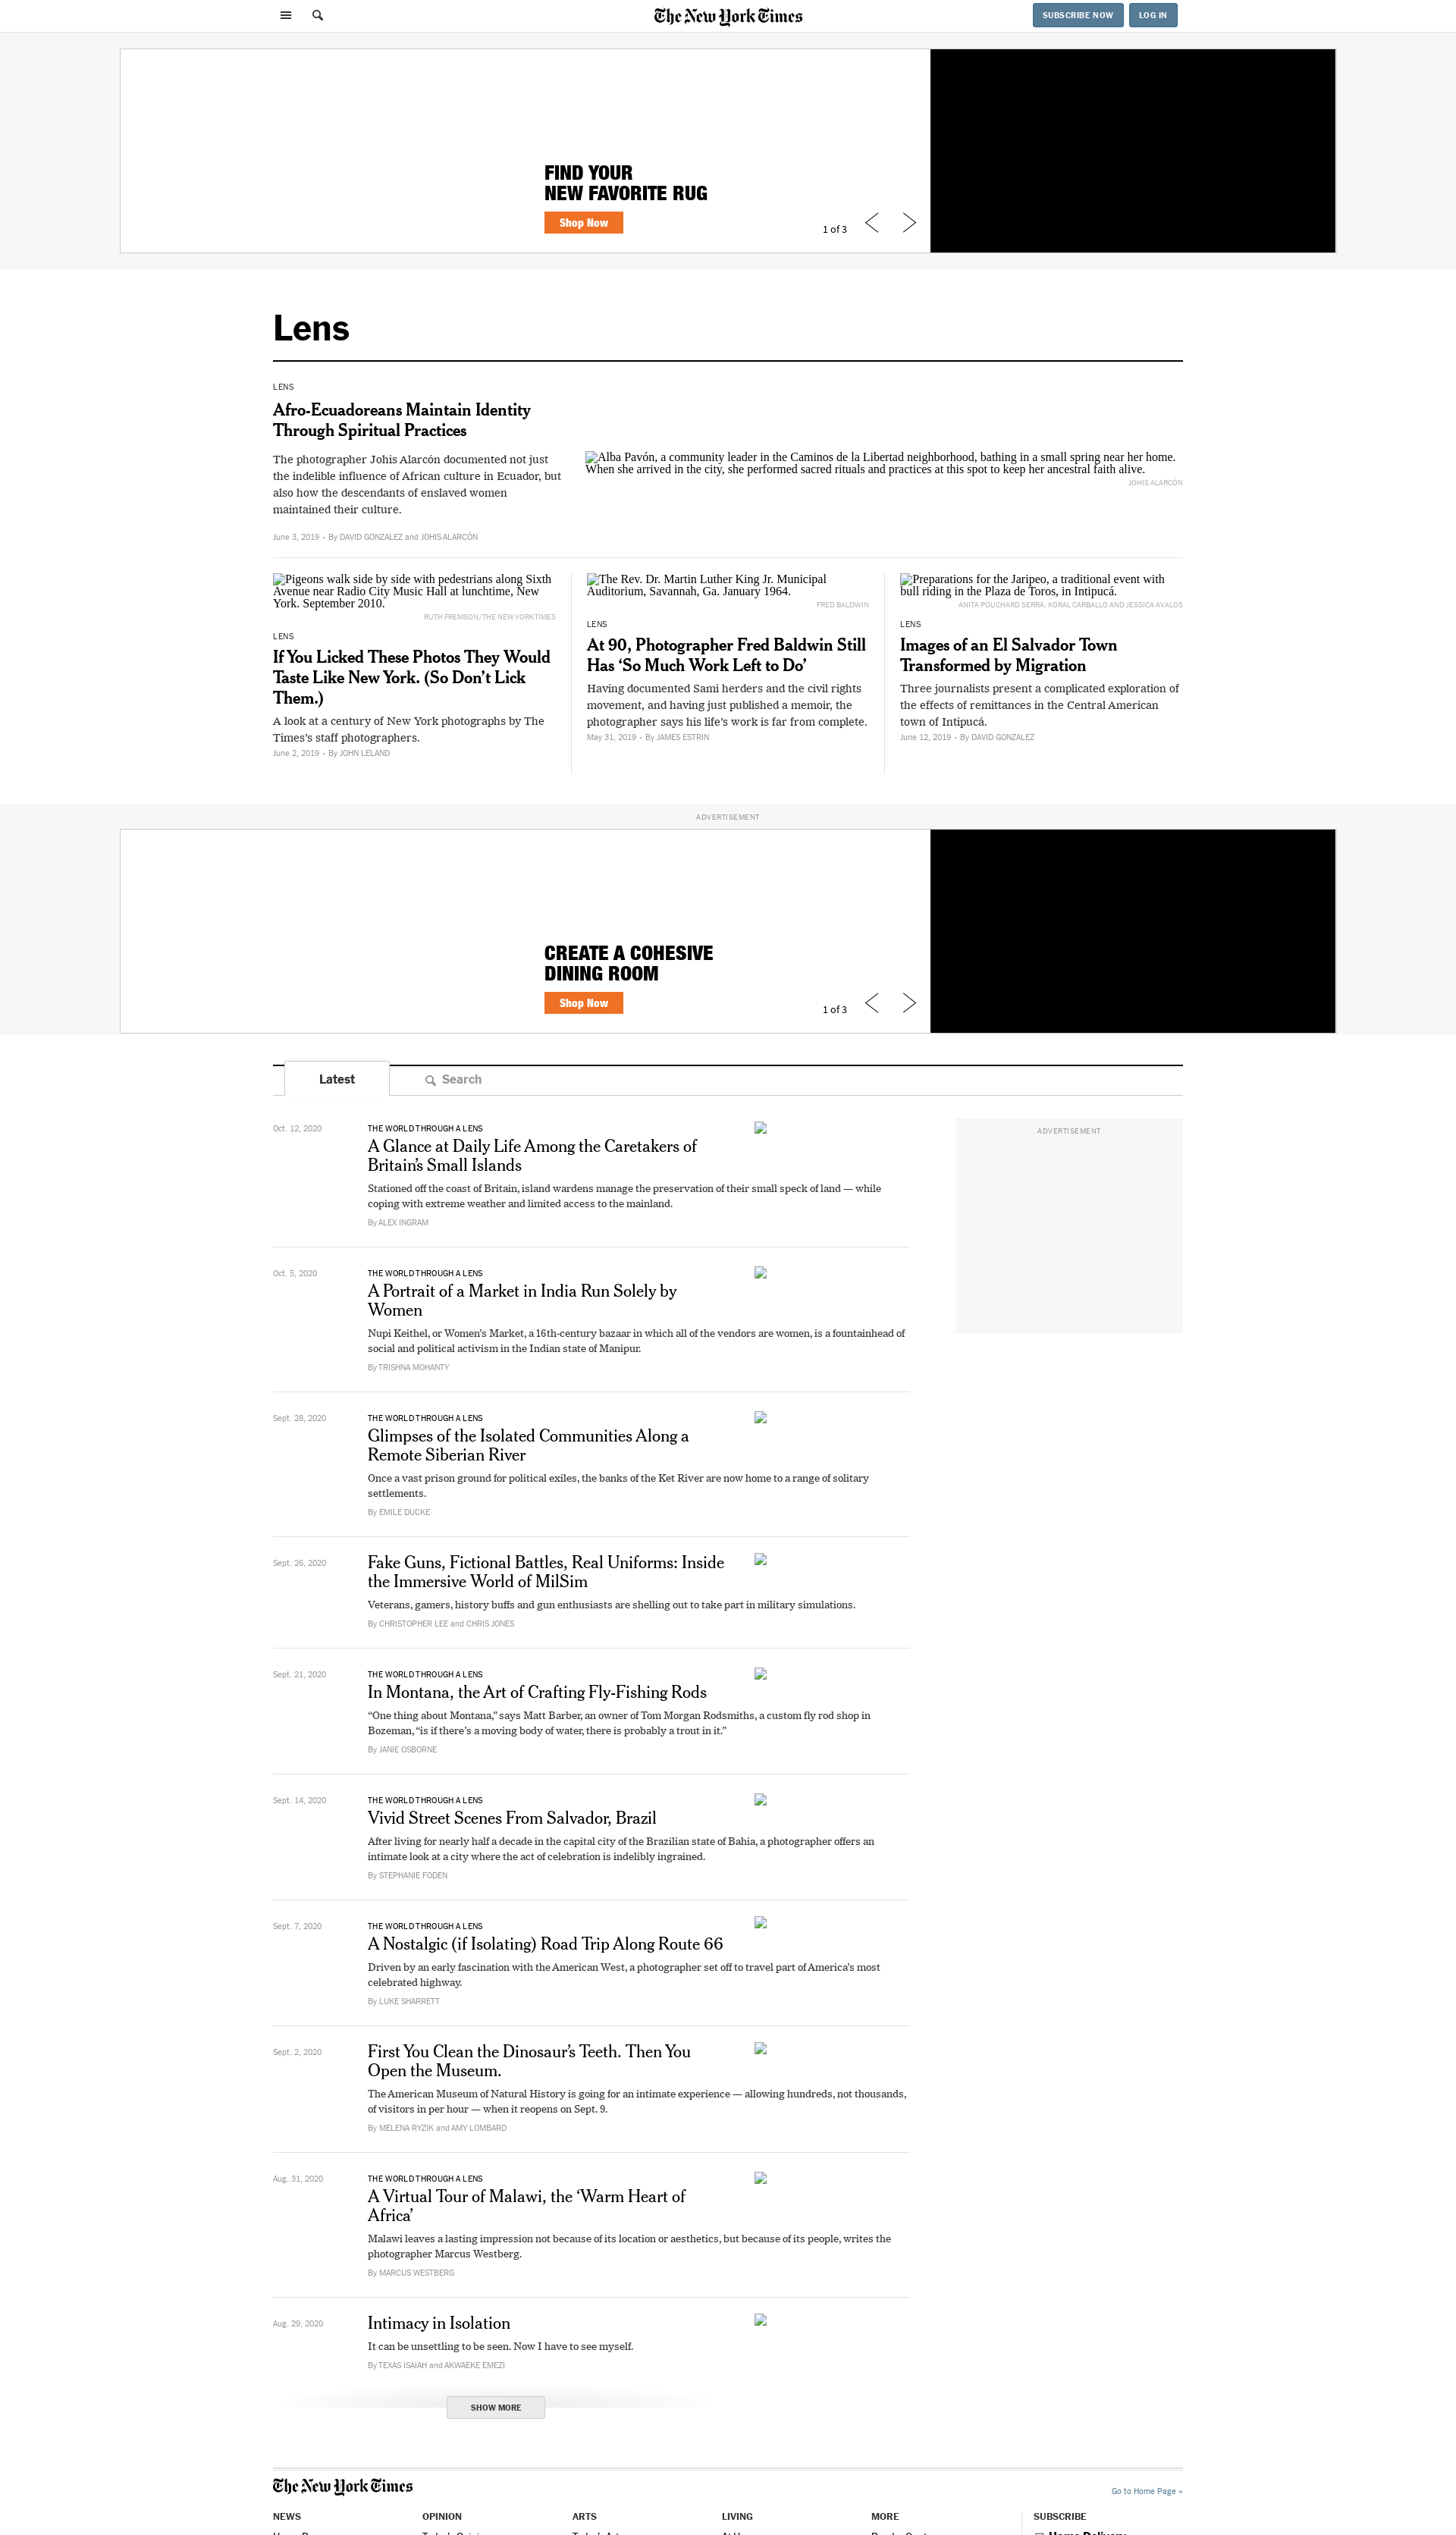 The New York Times
SUBSCRIBE NOW
LOG IN
FIND YOUR
NEW FAVORITE RUG
Shop Now
1 of 3
Lens
LENS
Afro-Ecuadoreans Maintain Identity
Through Spiritual Practices
The photographer Johis Alarcón documented not just
the indelible influence of African culture in Ecuador, but
also how the descendants of enslaved women
maintained their culture.
June 3, 2019 • By DAVID GONZALEZ and JOHIS ALARCÓN
Alba Pavón, a community leader in the Caminos de la Libertad neighborhood, bathing in a small spring near her home.
When she arrived in the city, she performed sacred rituals and practices at this spot to keep her ancestral faith alive.
JOHIS ALARCÓN
Pigeons walk side by side with pedestrians along Sixth
Avenue near Radio City Music Hall at lunchtime, New
York. September 2010.
RUTH FREMSON/THE NEW YORK TIMES
LENS
If You Licked These Photos They Would
Taste Like New York. (So Don’t Lick
Them.)
A look at a century of New York photographs by The
Times’s staff photographers.
June 2, 2019 • By JOHN LELAND
The Rev. Dr. Martin Luther King Jr. Municipal
Auditorium, Savannah, Ga. January 1964.
FRED BALDWIN
LENS
At 90, Photographer Fred Baldwin Still
Has ‘So Much Work Left to Do’
Having documented Sami herders and the civil rights
movement, and having just published a memoir, the
photographer says his life’s work is far from complete.
May 31, 2019 • By JAMES ESTRIN
Preparations for the Jaripeo, a traditional event with
bull riding in the Plaza de Toros, in Intipucá.
ANITA POUCHARD SERRA, KORAL CARBALLO AND JESSICA AVALOS
LENS
Images of an El Salvador Town
Transformed by Migration
Three journalists present a complicated exploration of
the effects of remittances in the Central American
town of Intipucá.
June 12, 2019 • By DAVID GONZALEZ
ADVERTISEMENT
CREATE A COHESIVE
DINING ROOM
Shop Now
1 of 3
Latest
Search
ADVERTISEMENT
Oct. 12, 2020
THE WORLD THROUGH A LENS
A Glance at Daily Life Among the Caretakers of
Britain’s Small Islands
Stationed off the coast of Britain, island wardens manage the preservation of their small speck of land — while
coping with extreme weather and limited access to the mainland.
By ALEX INGRAM
Oct. 5, 2020
THE WORLD THROUGH A LENS
A Portrait of a Market in India Run Solely by
Women
Nupi Keithel, or Women’s Market, a 16th-century bazaar in which all of the vendors are women, is a fountainhead of
social and political activism in the Indian state of Manipur.
By TRISHNA MOHANTY
Sept. 28, 2020
THE WORLD THROUGH A LENS
Glimpses of the Isolated Communities Along a
Remote Siberian River
Once a vast prison ground for political exiles, the banks of the Ket River are now home to a range of solitary
settlements.
By EMILE DUCKE
Sept. 26, 2020
Fake Guns, Fictional Battles, Real Uniforms: Inside
the Immersive World of MilSim
Veterans, gamers, history buffs and gun enthusiasts are shelling out to take part in military simulations.
By CHRISTOPHER LEE and CHRIS JONES
Sept. 21, 2020
THE WORLD THROUGH A LENS
In Montana, the Art of Crafting Fly-Fishing Rods
“One thing about Montana,” says Matt Barber, an owner of Tom Morgan Rodsmiths, a custom fly rod shop in
Bozeman, “is if there’s a moving body of water, there is probably a trout in it.”
By JANIE OSBORNE
Sept. 14, 2020
THE WORLD THROUGH A LENS
Vivid Street Scenes From Salvador, Brazil
After living for nearly half a decade in the capital city of the Brazilian state of Bahia, a photographer offers an
intimate look at a city where the act of celebration is indelibly ingrained.
By STEPHANIE FODEN
Sept. 7, 2020
THE WORLD THROUGH A LENS
A Nostalgic (if Isolating) Road Trip Along Route 66
Driven by an early fascination with the American West, a photographer set off to travel part of America’s most
celebrated highway.
By LUKE SHARRETT
Sept. 2, 2020
First You Clean the Dinosaur’s Teeth. Then You
Open the Museum.
The American Museum of Natural History is going for an intimate experience — allowing hundreds, not thousands,
of visitors in per hour — when it reopens on Sept. 9.
By MELENA RYZIK and AMY LOMBARD
Aug. 31, 2020
THE WORLD THROUGH A LENS
A Virtual Tour of Malawi, the ‘Warm Heart of
Africa’
Malawi leaves a lasting impression not because of its location or aesthetics, but because of its people, writes the
photographer Marcus Westberg.
By MARCUS WESTBERG
Aug. 29, 2020
Intimacy in Isolation
It can be unsettling to be seen. Now I have to see myself.
By TEXAS ISAIAH and AKWAEKE EMEZI
SHOW MORE
The New York Times
Go to Home Page »
NEWS
OPINION
ARTS
LIVING
MORE
SUBSCRIBE